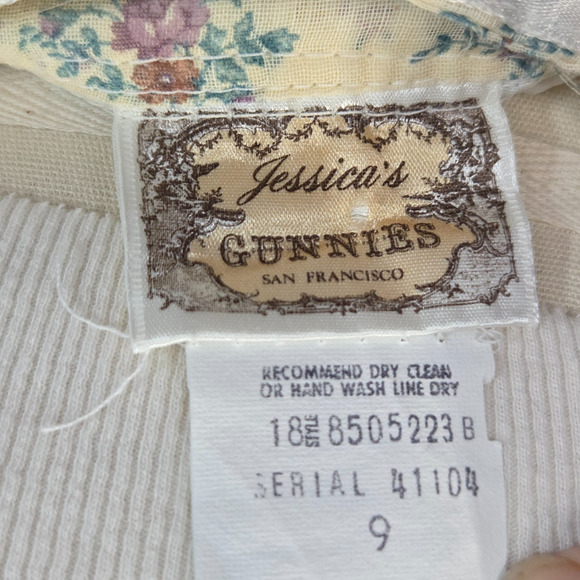 Jessica's
GUNNIES
SAN FRANCISCO
RECOMMEND DRY CLEAN
OR HAND WASH LINE DRY
18 STYLE 8505223 B
SERIAL 41104
9